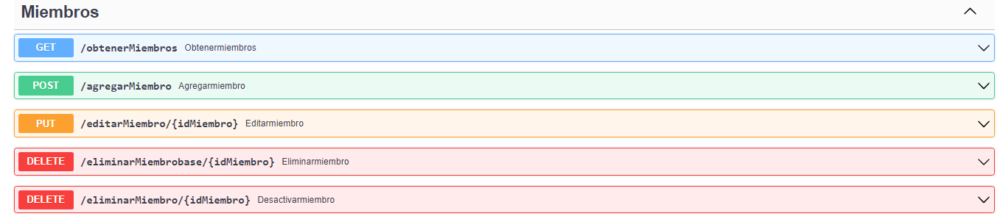 Miembros
GET /obtenerMiembros Obtenermiembros
POST /agregarMiembro Agregarmiembro
PUT /editarMiembro/{idMiembro} Editarmiembro
DELETE /eliminarMiembrobase/{idMiembro} Eliminarmiembro
DELETE /eliminarMiembro/{idMiembro} Desactivarmiembro